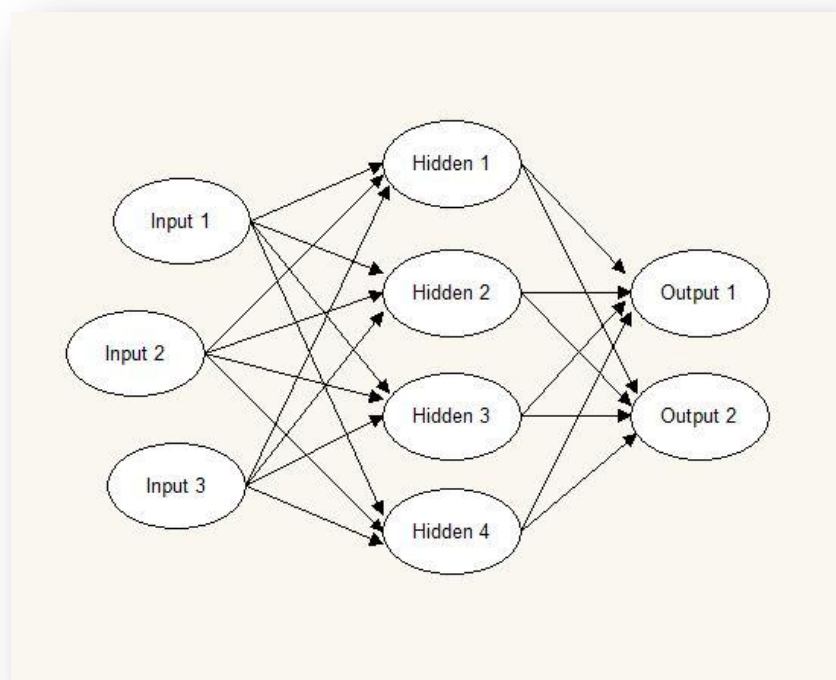 Input 1
Input 2
Input 3
Hidden 1
Hidden 2
Hidden 3
Hidden 4
Output 1
Output 2